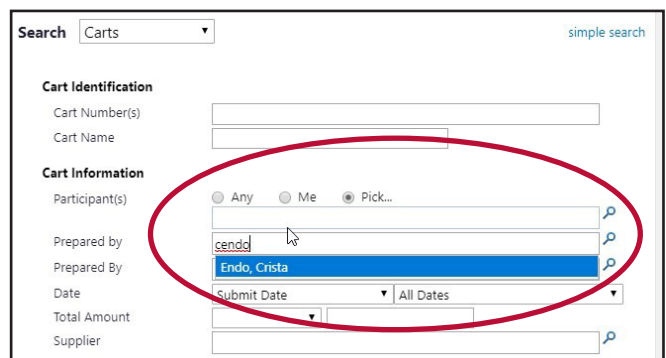 Search Carts simple search
Cart Identification
Cart Number(s)
Cart Name
Cart Information
Participant(s) Any Me Pick...
Prepared by cendo
Prepared By Endo, Crista
Date Submit Date All Dates
Total Amount
Supplier